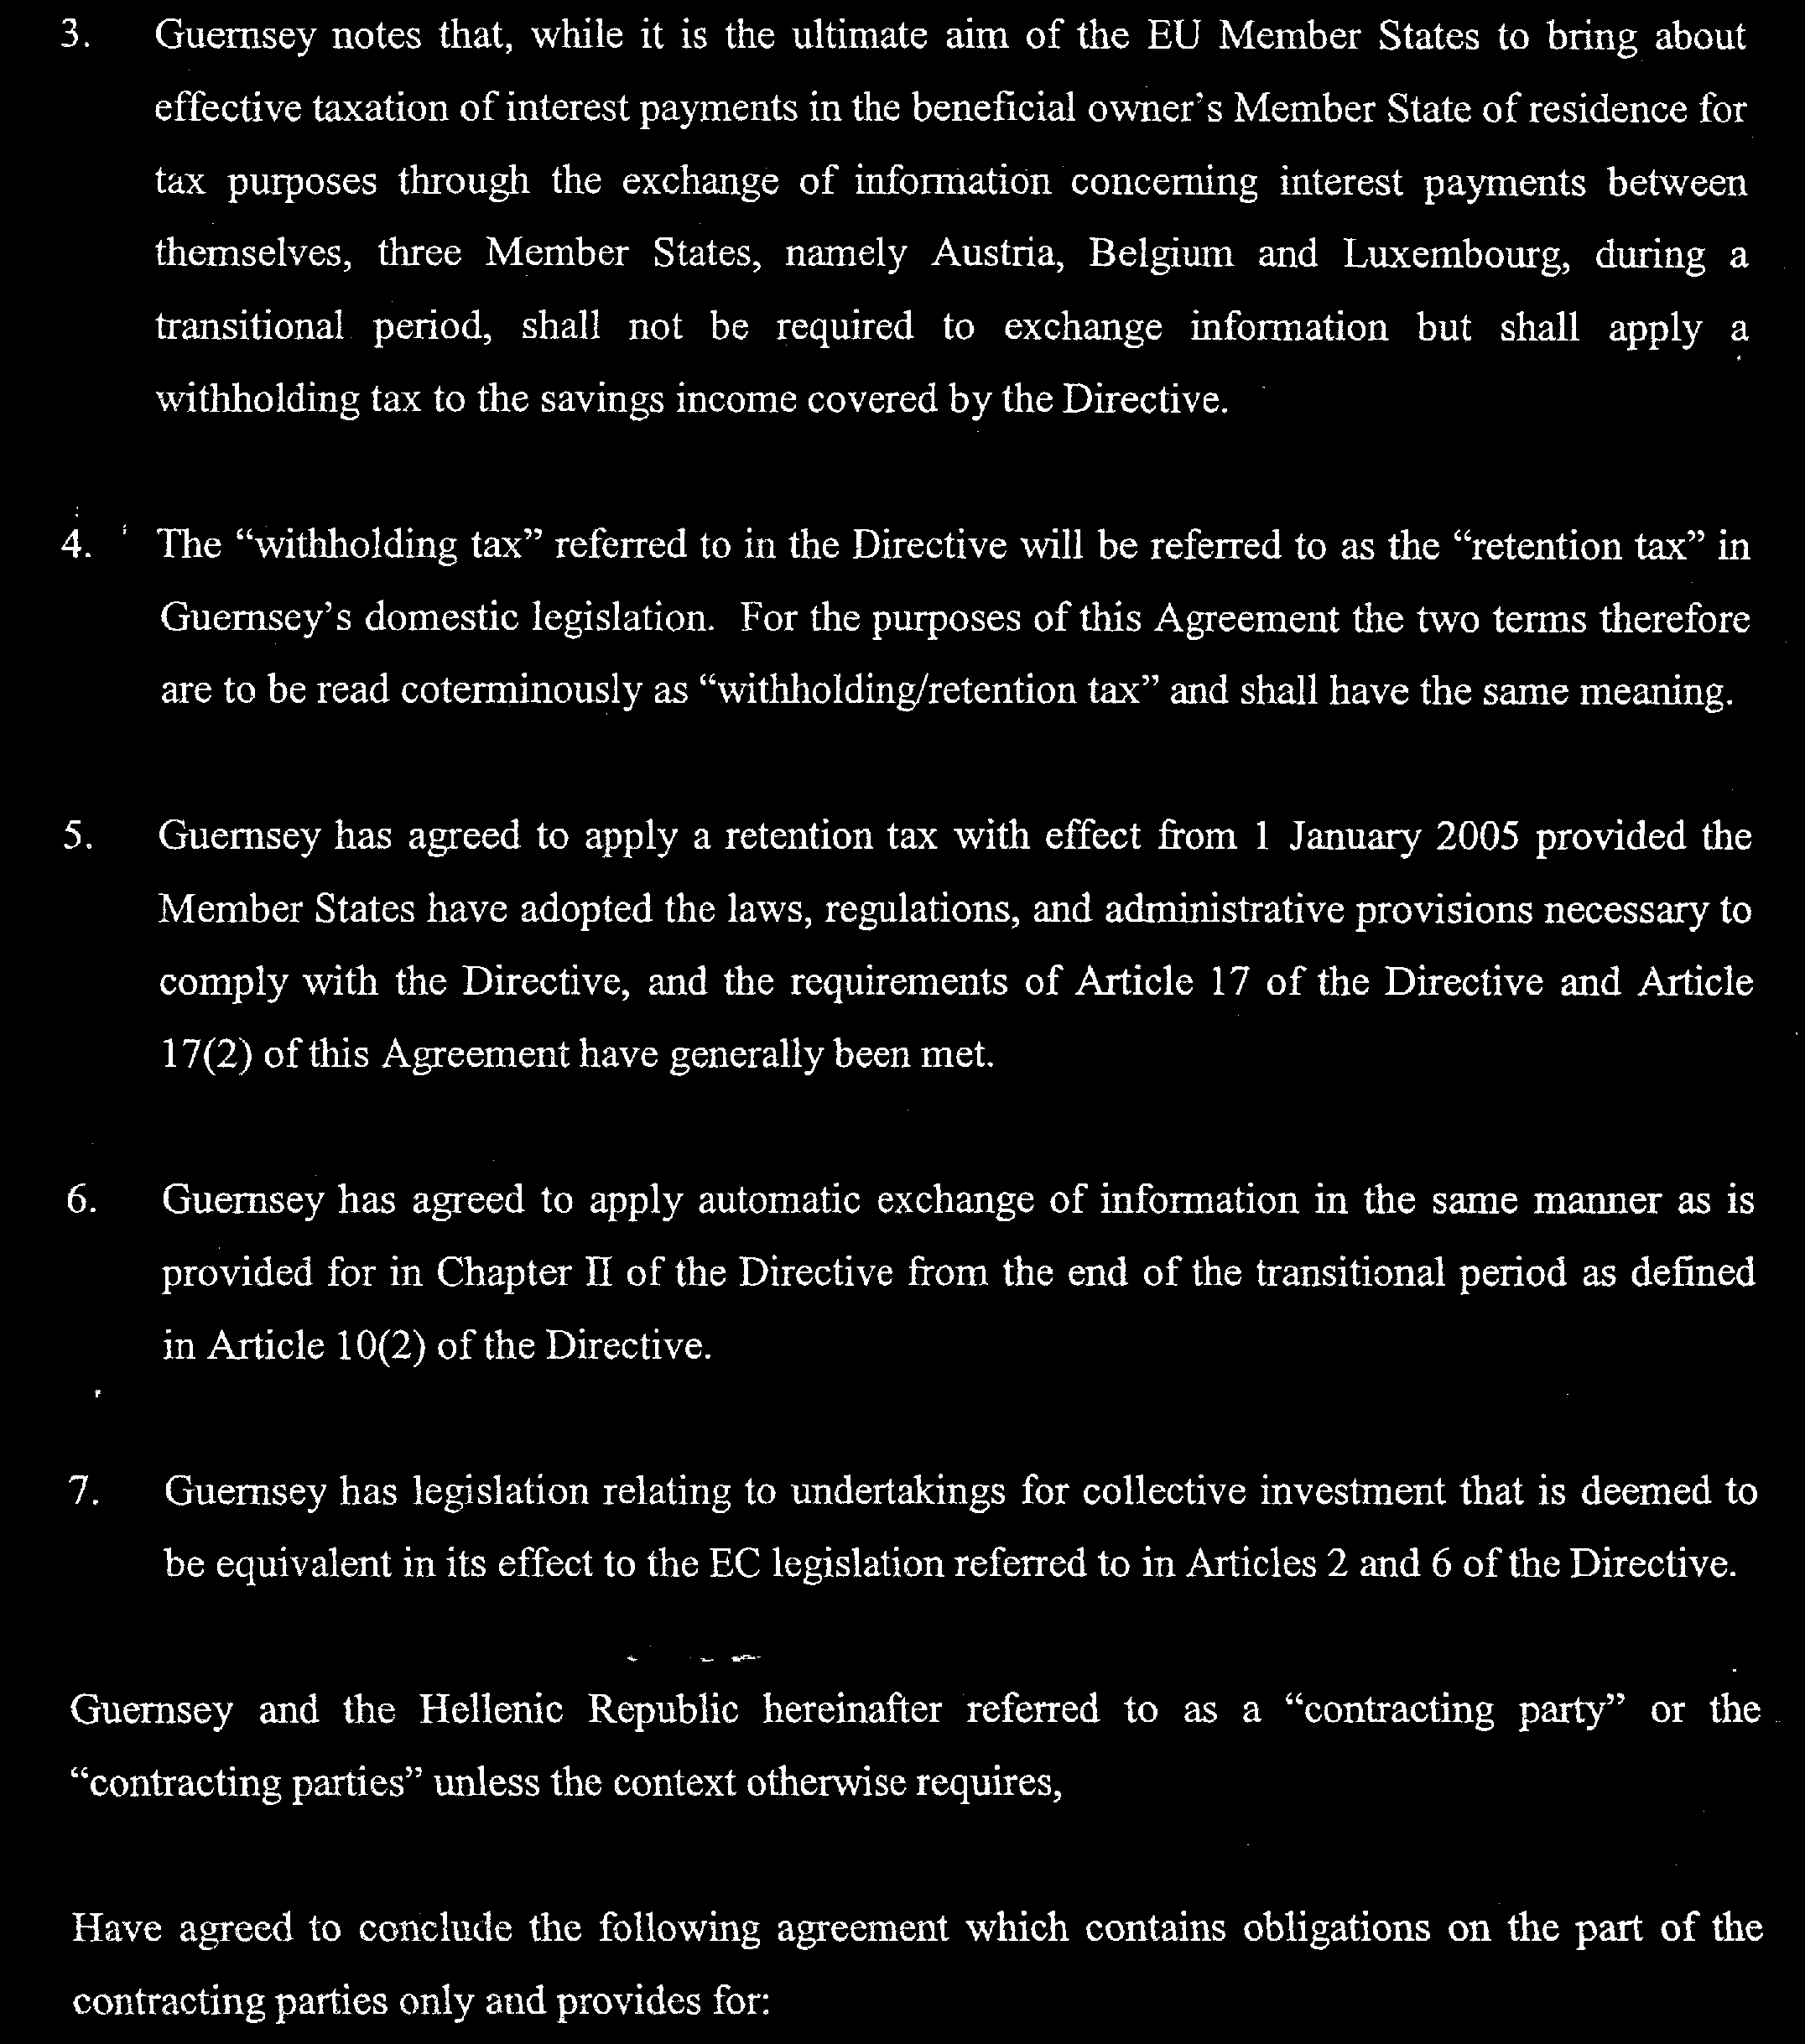 3. Guernsey notes that, while it is the ultimate aim of the EU Member States to bring about
effective taxation of interest payments in the beneficial owner's Member State of residence for
tax purposes through the exchange of information concerning interest payments between
themselves, three Member States, namely Austria, Belgium and Luxembourg, during a
transitional period, shall not be required to exchange information but shall apply a
withholding tax to the savings income covered by the Directive.
4. The “withholding tax” referred to in the Directive will be referred to as the “retention tax” in
Guernsey's domestic legislation. For the purposes of this Agreement the two terms therefore
are to be read coterminously as “withholding/retention tax” and shall have the same meaning.
5. Guernsey has agreed to apply a retention tax with effect from 1 January 2005 provided the
Member States have adopted the laws, regulations, and administrative provisions necessary to
comply with the Directive, and the requirements of Article 17 of the Directive and Article
17(2) of this Agreement have generally been met.
6. Guernsey has agreed to apply automatic exchange of information in the same manner as is
provided for in Chapter II of the Directive from the end of the transitional period as defined
in Article 10(2) of the Directive.
7. Guernsey has legislation relating to undertakings for collective investment that is deemed to
be equivalent in its effect to the EC legislation referred to in Articles 2 and 6 of the Directive.
Guernsey and the Hellenic Republic hereinafter referred to as a “contracting party” or the
“contracting parties” unless the context otherwise requires,
Have agreed to conclude the following agreement which contains obligations on the part of the
contracting parties only and provides for: